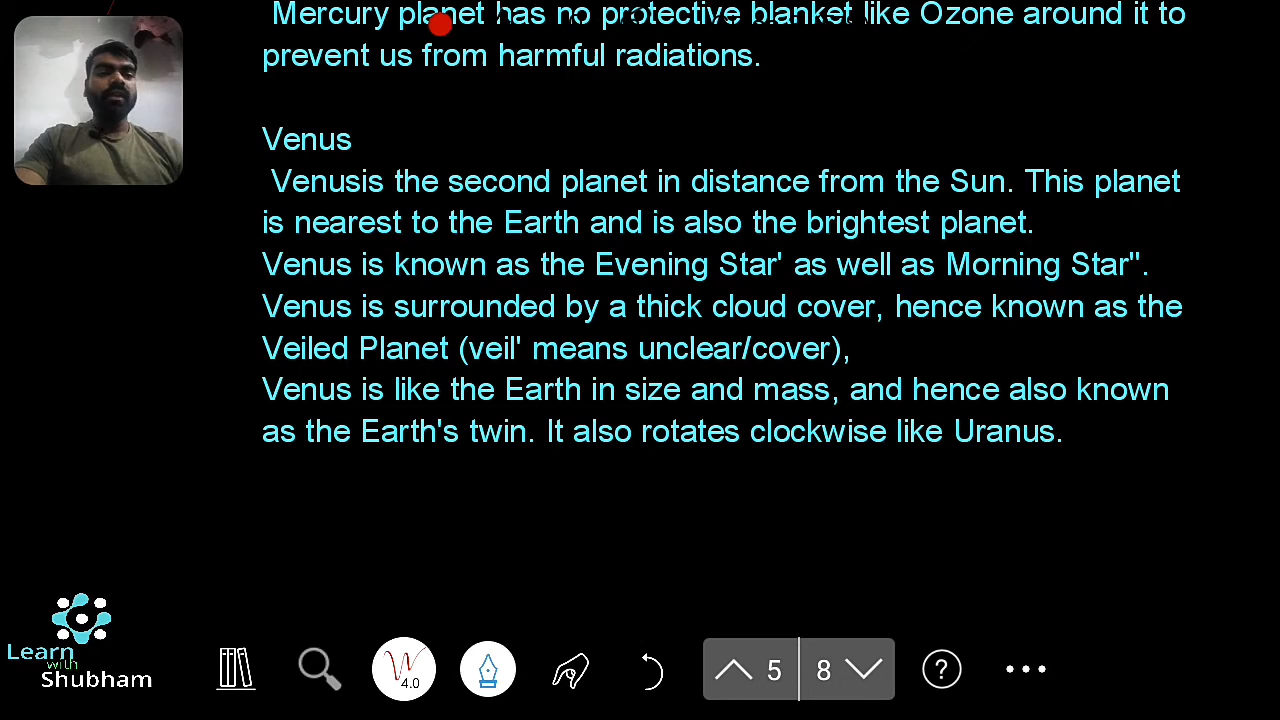 Mercury planet has no protective blanket like Ozone around it to
prevent us from harmful radiations.
Venus
Venusis the second planet in distance from the Sun. This planet
is nearest to the Earth and is also the brightest planet.
Venus is known as the Evening Star' as well as Morning Star".
Venus is surrounded by a thick cloud cover, hence known as the
Veiled Planet (veil' means unclear/cover),
Venus is like the Earth in size and mass, and hence also known
as the Earth's twin. It also rotates clockwise like Uranus.
Learn
with
Shubham
4.0
5 8
?